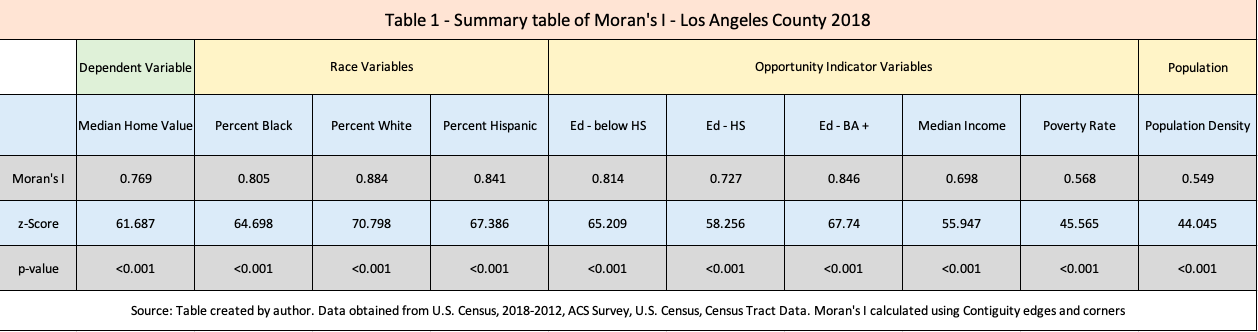 Table 1 - Summary table of Moran's I - Los Angeles County 2018
Dependent Variable Race Variables Opportunity Indicator Variables Population
Median Home Value Percent Black Percent White Percent Hispanic Ed - below HS Ed - HS Ed - BA + Median Income Poverty Rate Population Density
Moran's I 0.769 0.805 0.884 0.841 0.814 0.727 0.846 0.698 0.568 0.549
z-Score 61.687 64.698 70.798 67.386 65.209 58.256 67.74 55.947 45.565 44.045
p-value <0.001 <0.001 <0.001 <0.001 <0.001 <0.001 <0.001 <0.001 <0.001 <0.001
Source: Table created by author. Data obtained from U.S. Census, 2018-2012, ACS Survey, U.S. Census, Census Tract Data. Moran's I calculated using Contiguity edges and corners